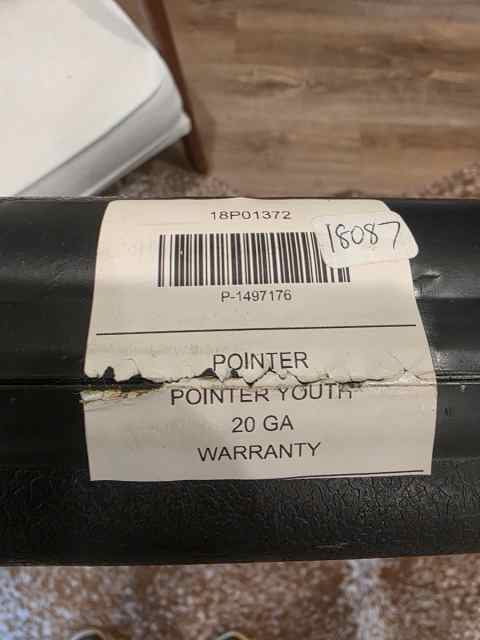 18P01372
18087
P-1497176
POINTER
POINTER YOUTH
20 GA
WARRANTY